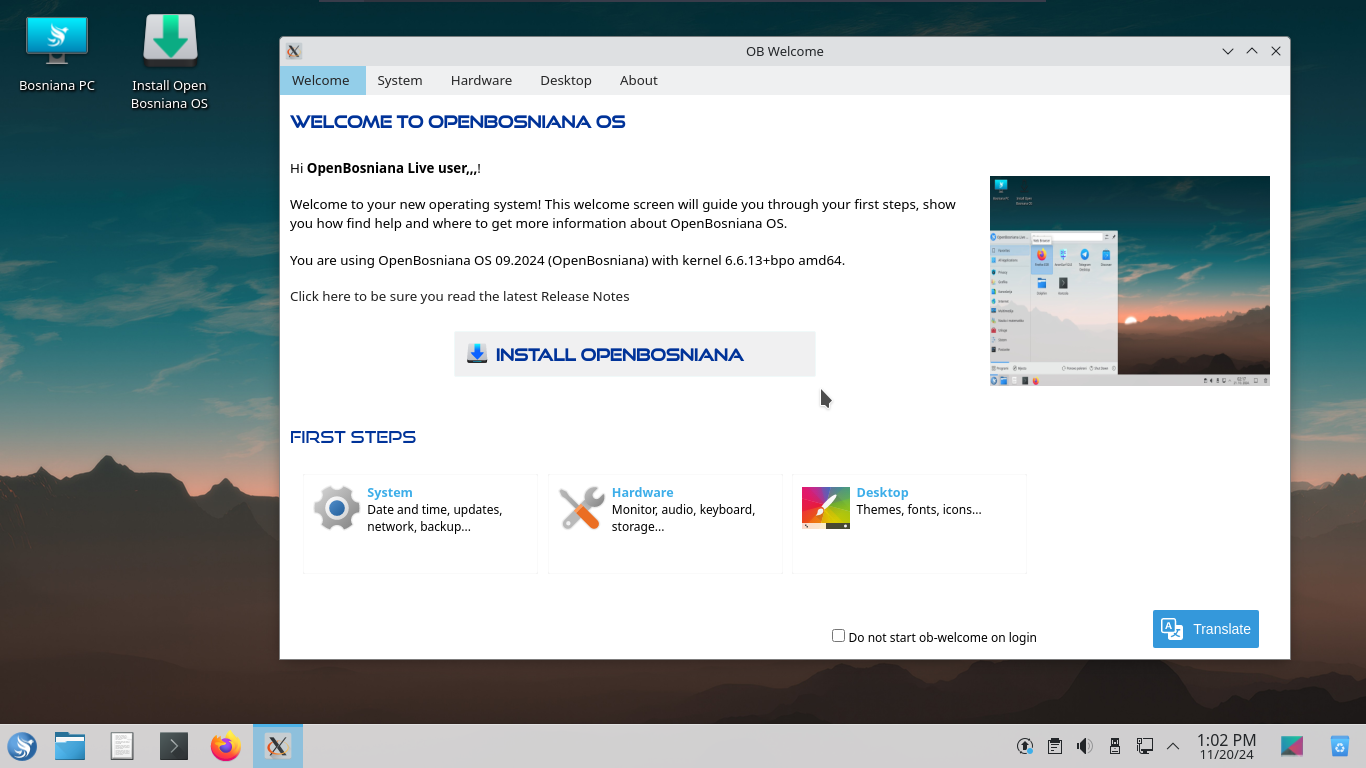 Bosniana PC
Install Open
Bosniana OS
OB Welcome
Welcome System Hardware Desktop About
WELCOME TO OPENBOSNIANA OS
Hi OpenBosniana Live user,,,!
Welcome to your new operating system! This welcome screen will guide you through your first steps, show
you how find help and where to get more information about OpenBosniana OS.
You are using OpenBosniana OS 09.2024 (OpenBosniana) with kernel 6.6.13+bpo amd64.
Click here to be sure you read the latest Release Notes
INSTALL OPENBOSNIANA
FIRST STEPS
System
Date and time, updates,
network, backup...
Hardware
Monitor, audio, keyboard,
storage...
Desktop
Themes, fonts, icons...
Do not start ob-welcome on login
Translate
1:02 PM
11/20/24